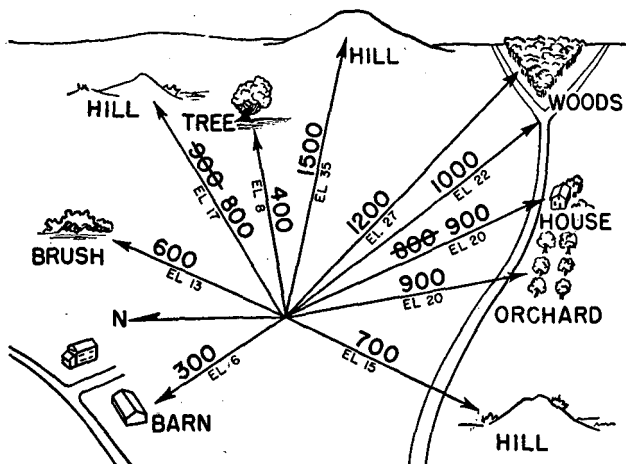 HILL
WOODS
HILL
TREE
1500
EL 35
900 800
EL 17
400
EL 8
1200
EL 27
1000
EL 22
800 900
EL 20
HOUSE
BRUSH
600
EL 13
900
EL 20
ORCHARD
N
300
EL 6
700
EL 15
BARN
HILL